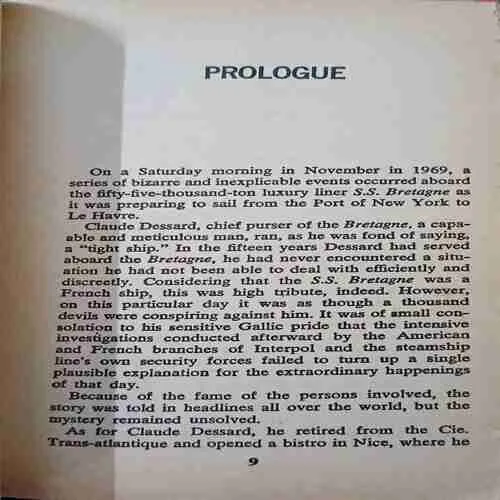 PROLOGUE
On a Saturday morning in November in 1969, a
series of bizarre and inexplicable events occurred aboard
the fifty-five-thousand-ton luxury liner S.S. Bretagne as
it was preparing to sail from the Port of New York to
Le Havre.
Claude Dessard, chief purser of the Bretagne, a cap-
able and meticulous man, ran, as he was fond of saying,
a "tight ship." In the fifteen years Dessard had served
aboard the Bretagne, he had never encountered a situ-
ation he had not been able to deal with efficiently and
discreetly. Considering that the S.S. Bretagne was a
French ship, this was high tribute, indeed. However,
on this particular day it was as though a thousand
devils were conspiring against him. It was of small con-
solation to his sensitive Gallic pride that the intensive
investigations conducted afterward by the American
and French branches of Interpol and the steamship
line's own security forces failed to turn up a single
plausible explanation for the extraordinary happenings
of that day.
Because of the fame of the persons involved, the
story was told in headlines all over the world, but the
mystery remained unsolved.
As for Claude Dessard, he retired from the Cie.
Trans-atlantique and opened a bistro in Nice, where he
9